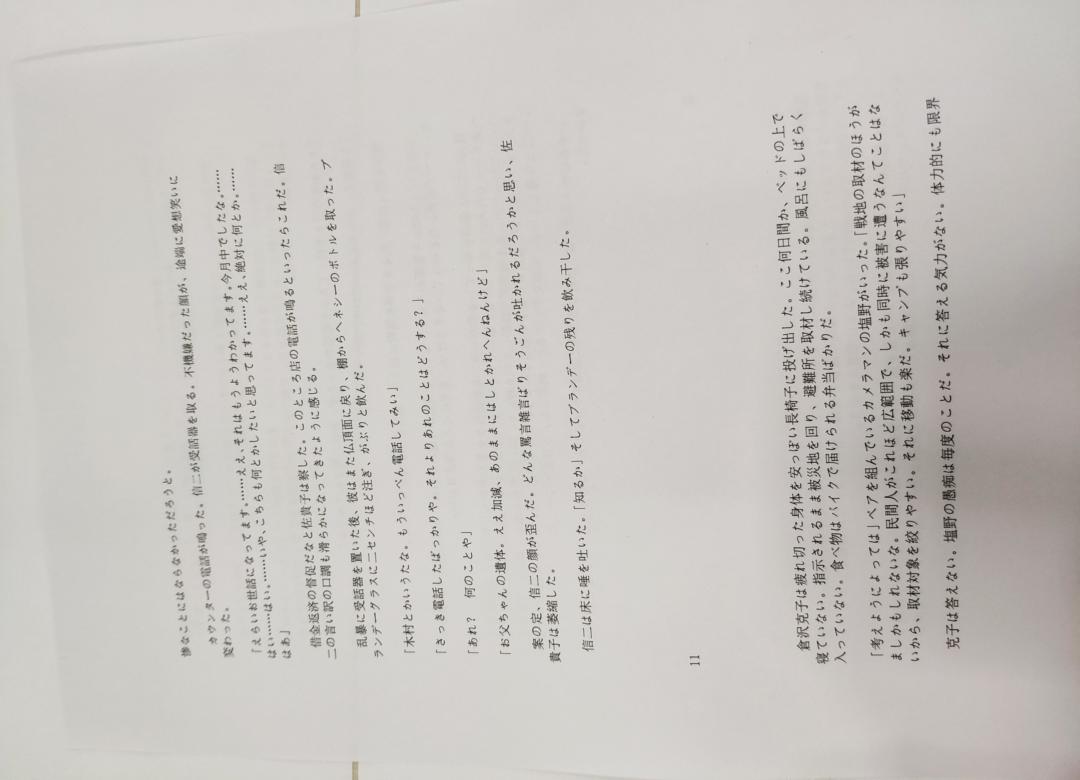 惨なことにはならなかっただろうと。
カウンターの電話が鳴った。信二が受話器を取る。不機嫌だった顔が、途端に愛想笑いに
変わった。
「えらいお世話になってます。……ええ、それはもうようわかってます。今月中でしたな。……
はい……はい。……いや、こちらも何とかしたいと思ってます。……ええ、絶対に何とか。……
はあ」
借金返済の督促だなと佐貴子は察した。このところ店の電話が鳴るといったらこれだ。信
二の言い訳の口調も滑らかになってきたように感じる。
乱暴に受話器を置いた後、彼はまた仏頂面に戻り、棚からヘネシーのボトルを取った。ブ
ランデーグラスに二センチほど注ぎ、がぶりと飲んだ。
「木村とかいうたな。もういっぺん電話してみい」
「さっき電話したばっかりや。それよりあれのことはどうする?」
「あれ?　何のことや」
「お父ちゃんの遺体。ええ加減、あのままにはしとかれへんねんけど」
案の定、信二の顔が歪んだ。どんな罵言雑言ばりぞうごんが吐かれるだろうかと思い、佐
貴子は萎縮した。
信二は床に唾を吐いた。「知るか」そしてブランデーの残りを飲み干した。
11
倉沢克子は疲れ切った身体を安っぽい長椅子に投げ出した。ここ何日間か、ベッドの上で
寝ていない。指示されるまま被災地を回り、避難所を取材し続けている。風呂にもしばらく
入っていない。食べ物はバイクで届けられる弁当ばかりだ。
「考えようによっては」ペアを組んでいるカメラマンの塩野がいった。「戦地の取材のほうが
ましかもしれないな。民間人がこれほど広範囲で、しかも同時に被害に遭うなんてことはな
いから、取材対象を絞りやすい。それに移動も楽だ。キャンプも張りやすい」
克子は答えない。塩野の愚痴は毎度のことだ。それに答える気力がない。体力的にも限界